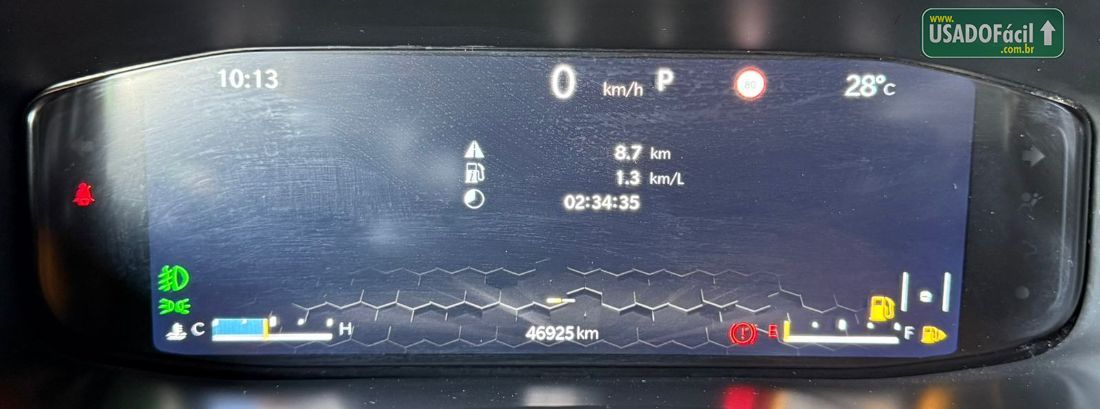 www.
USADOFácil
.com.br
10:13
0 km/h P
80
28°C
8.7 km
1.3 km/L
02:34:35
C H
46925 km
E F